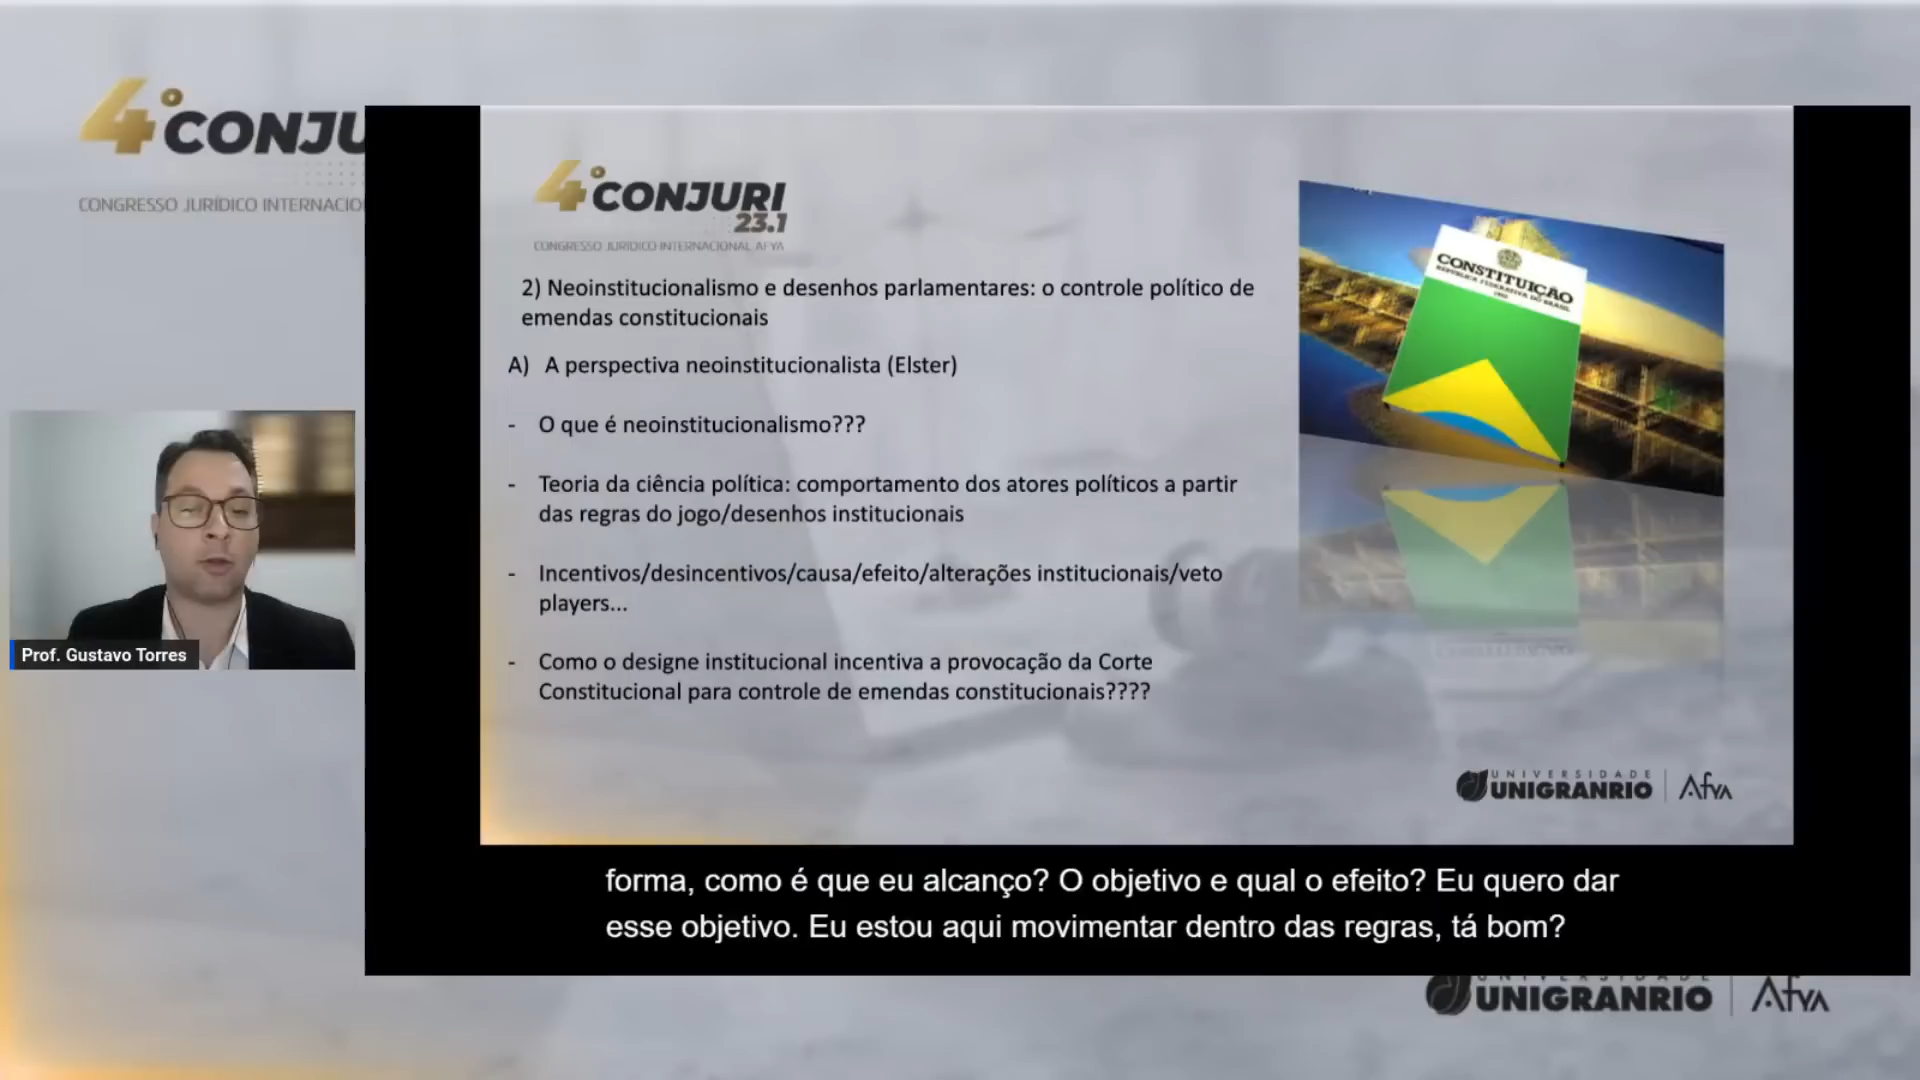 4º CONJU
CONGRESSO JURÍDICO INTERNACIO
4º CONJURI
23.1
CONGRESSO JURÍDICO INTERNACIONAL AFYA
2) Neoinstitucionalismo e desenhos parlamentares: o controle político de
emendas constitucionais
A) A perspectiva neoinstitucionalista (Elster)
- O que é neoinstitucionalismo???
- Teoria da ciência política: comportamento dos atores políticos a partir
das regras do jogo/desenhos institucionais
- Incentivos/desincentivos/causa/efeito/alterações institucionais/veto
players...
- Como o designe institucional incentiva a provocação da Corte
Constitucional para controle de emendas constitucionais????
CONSTITUIÇÃO
REPÚBLICA FEDERATIVA DO BRASIL
Prof. Gustavo Torres
UNIVERSIDADE
UNIGRANRIO | Afya
forma, como é que eu alcanço? O objetivo e qual o efeito? Eu quero dar
esse objetivo. Eu estou aqui movimentar dentro das regras, tá bom?
UNIVERSIDADE
UNIGRANRIO | Afya